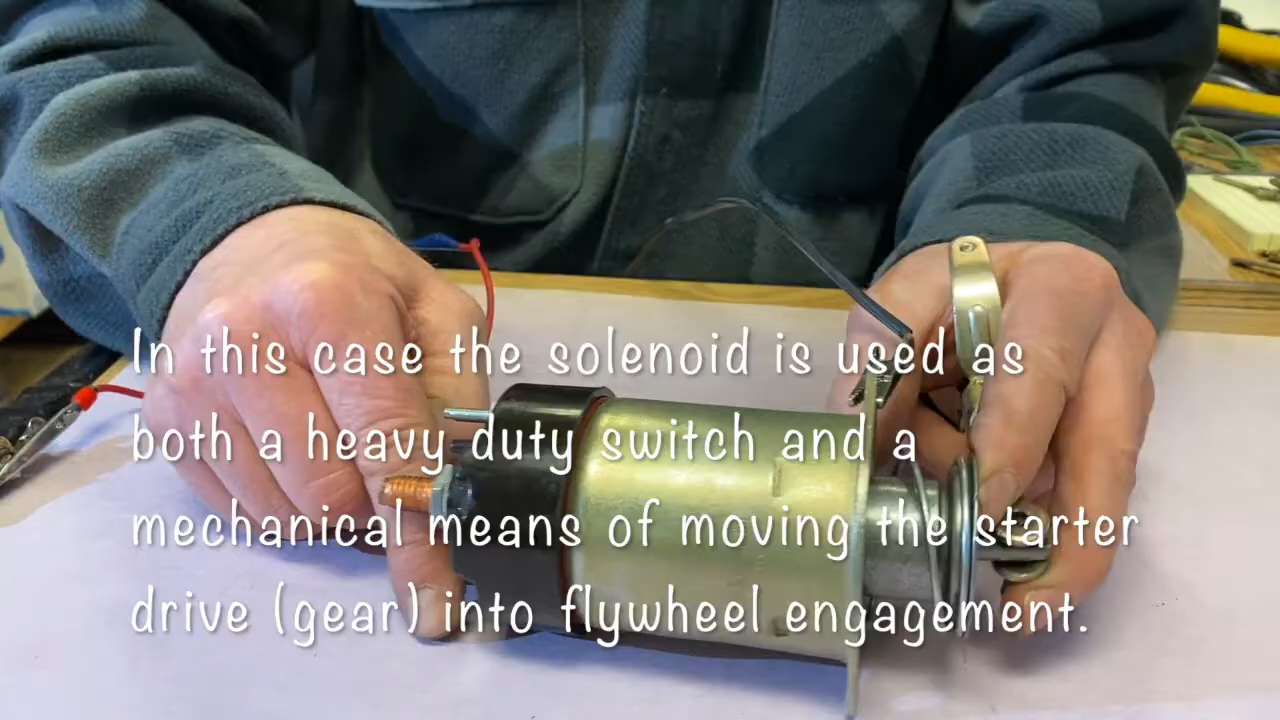 In this case the solenoid is used as
both a heavy duty switch and a
mechanical means of moving the starter
drive (gear) into flywheel engagement.